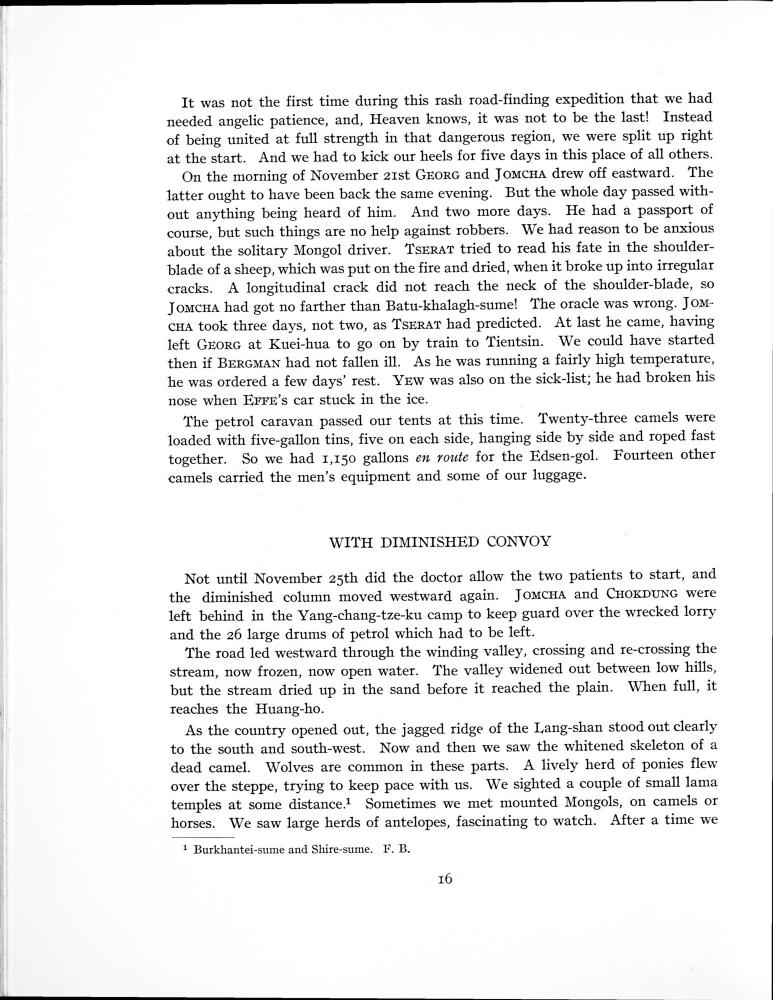 It was not the first time during this rash road-finding expedition that we had
needed angelic patience, and, Heaven knows, it was not to be the last! Instead
of being united at full strength in that dangerous region, we were split up right
at the start. And we had to kick our heels for five days in this place of all others.
On the morning of November 21st GEORG and JOMCHA drew off eastward. The
latter ought to have been back the same evening. But the whole day passed with-
out anything being heard of him. And two more days. He had a passport of
course, but such things are no help against robbers. We had reason to be anxious
about the solitary Mongol driver. TSERAT tried to read his fate in the shoulder-
blade of a sheep, which was put on the fire and dried, when it broke up into irregular
cracks. A longitudinal crack did not reach the neck of the shoulder-blade, so
JOMCHA had got no farther than Batu-khalagh-sume! The oracle was wrong. JOM-
CHA took three days, not two, as TSERAT had predicted. At last he came, having
left GEORG at Kuei-hua to go on by train to Tientsin. We could have started
then if BERGMAN had not fallen ill. As he was running a fairly high temperature,
he was ordered a few days' rest. YEW was also on the sick-list; he had broken his
nose when EFFE's car stuck in the ice.
The petrol caravan passed our tents at this time. Twenty-three camels were
loaded with five-gallon tins, five on each side, hanging side by side and roped fast
together. So we had 1,150 gallons en route for the Edsen-gol. Fourteen other
camels carried the men's equipment and some of our luggage.
WITH DIMINISHED CONVOY
Not until November 25th did the doctor allow the two patients to start, and
the diminished column moved westward again. JOMCHA and CHOKDUNG were
left behind in the Yang-chang-tze-ku camp to keep guard over the wrecked lorry
and the 26 large drums of petrol which had to be left.
The road led westward through the winding valley, crossing and re-crossing the
stream, now frozen, now open water. The valley widened out between low hills,
but the stream dried up in the sand before it reached the plain. When full, it
reaches the Huang-ho.
As the country opened out, the jagged ridge of the Lang-shan stood out clearly
to the south and south-west. Now and then we saw the whitened skeleton of a
dead camel. Wolves are common in these parts. A lively herd of ponies flew
over the steppe, trying to keep pace with us. We sighted a couple of small lama
temples at some distance.¹ Sometimes we met mounted Mongols, on camels or
horses. We saw large herds of antelopes, fascinating to watch. After a time we
¹ Burkhantei-sume and Shire-sume. F. B.
16